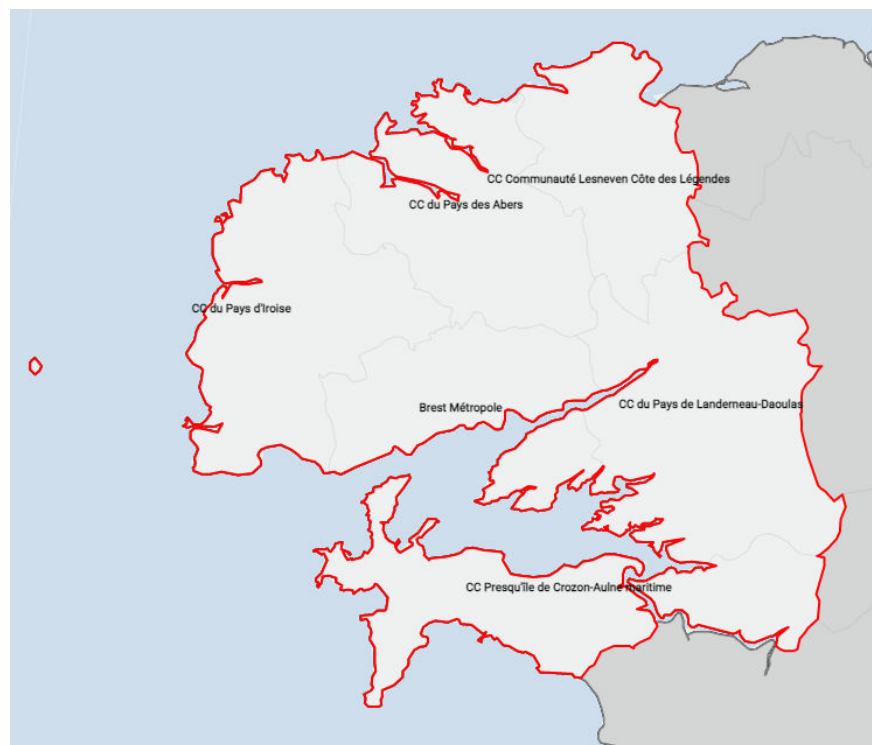 CC Communauté Lesneven Côte des Légendes
CC du Pays des Abers
CC du Pays d'Iroise
Brest Métropole
CC du Pays de Landerneau-Daoulas
CC Presqu'île de Crozon-Aulne maritime